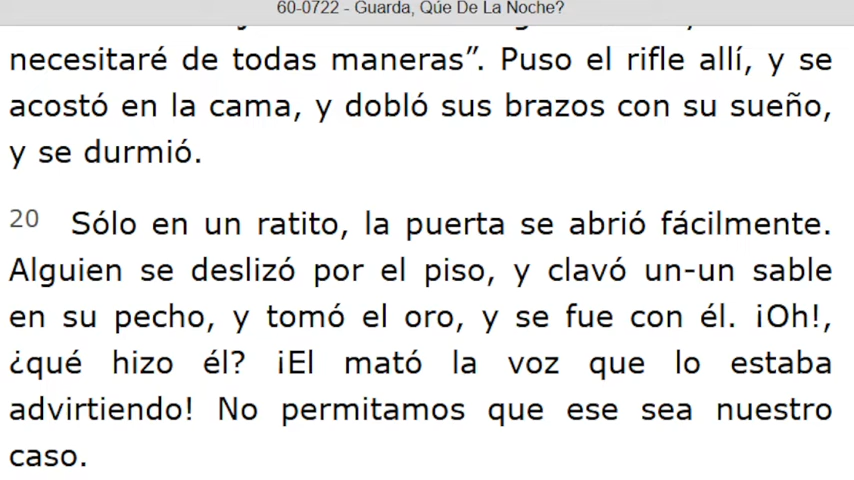 60-0722 - Guarda, Qúe De La Noche?
necesitaré de todas maneras”. Puso el rifle allí, y se
acostó en la cama, y dobló sus brazos con su sueño,
y se durmió.
20 Sólo en un ratito, la puerta se abrió fácilmente.
Alguien se deslizó por el piso, y clavó un-un sable
en su pecho, y tomó el oro, y se fue con él. ¡Oh!,
¿qué hizo él? ¡El mató la voz que lo estaba
advirtiendo! No permitamos que ese sea nuestro
caso.